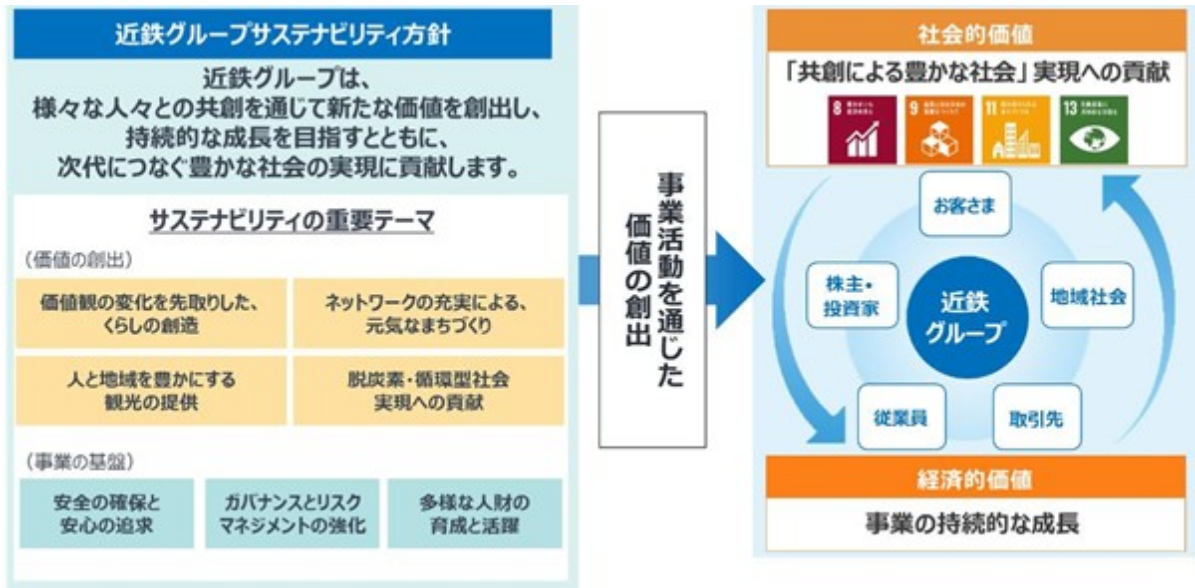 近鉄グループサステナビリティ方針
近鉄グループは、
様々な人々との共創を通じて新たな価値を創出し、
持続的な成長を目指すとともに、
次代につなぐ豊かな社会の実現に貢献します。
サステナビリティの重要テーマ
（価値の創出）
価値観の変化を先取りした、
くらしの創造
ネットワークの充実による、
元気なまちづくり
人と地域を豊かにする
観光の提供
脱炭素・循環型社会
実現への貢献
（事業の基盤）
安全の確保と
安心の追求
ガバナンスとリスク
マネジメントの強化
多様な人財の
育成と活躍
事業活動を通じた
価値の創出
社会的価値
「共創による豊かな社会」実現への貢献
8
9
11
13
お客さま
株主・
投資家
近鉄
グループ
地域社会
従業員
取引先
経済的価値
事業の持続的な成長